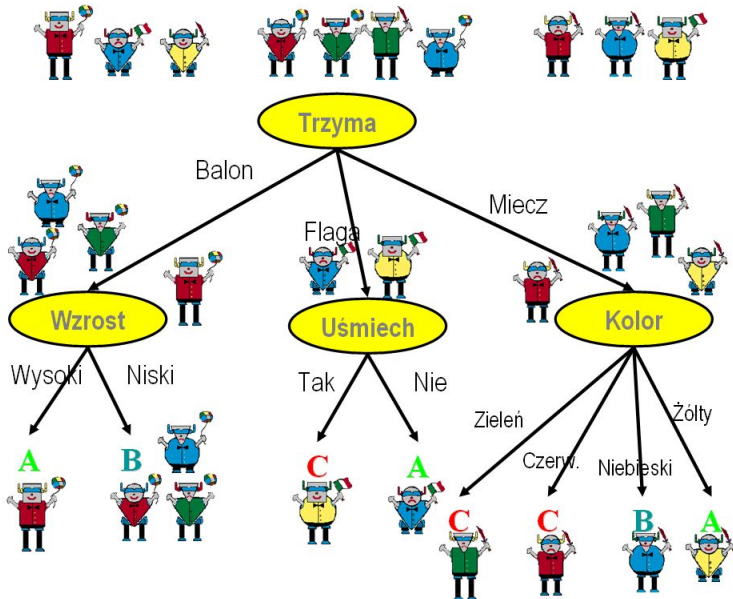 Trzyma
Balon
Flaga
Miecz
Wzrost
Uśmiech
Kolor
Wysoki
Niski
Tak
Nie
Zieleń
Czerw.
Niebieski
Żółty
A
B
C
A
C
C
B
A